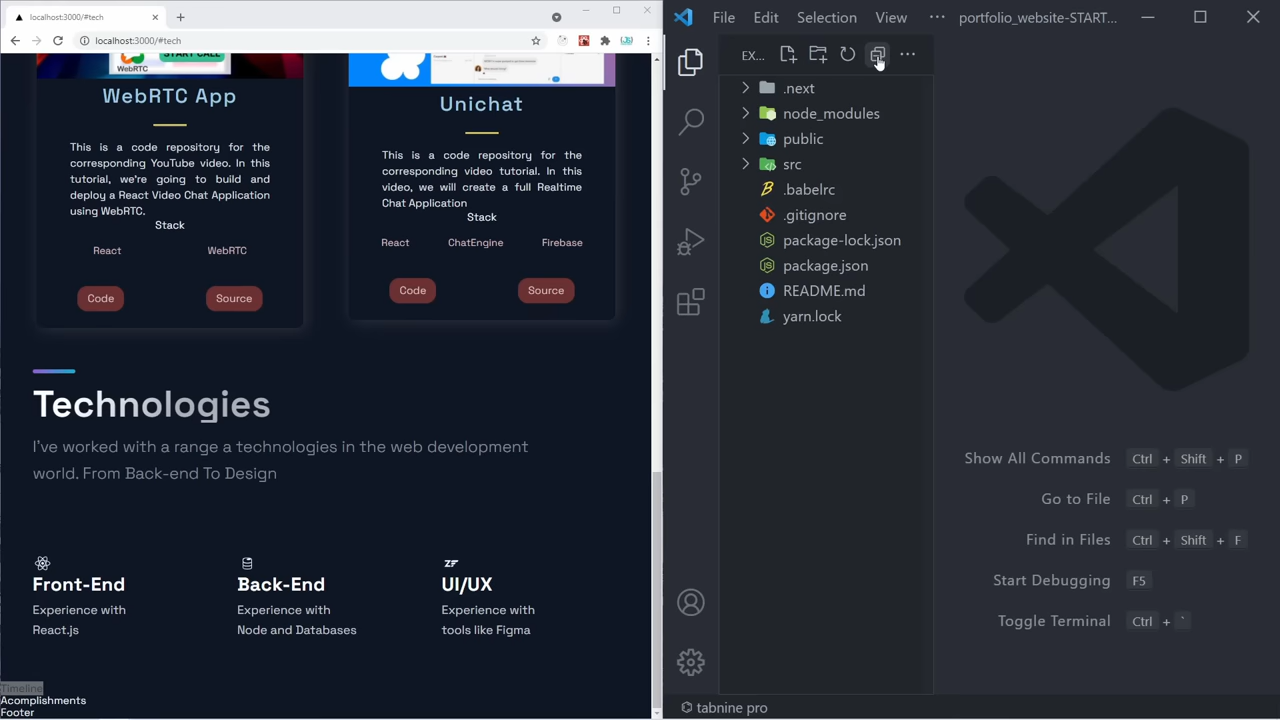 localhost:3000/#tech
localhost:3000/#tech
START CALL
WebRTC
WebRTC App
This is a code repository for the
corresponding YouTube video. In this
tutorial, we're going to build and
deploy a React Video Chat Application
using WebRTC.
Stack
React
WebRTC
Code
Source
Unichat
This is a code repository for the
corresponding video tutorial. In this
video, we will create a full Realtime
Chat Application
Stack
React
ChatEngine
Firebase
Code
Source
Technologies
I've worked with a range a technologies in the web development
world. From Back-end To Design
Front-End
Experience with
React.js
Back-End
Experience with
Node and Databases
UI/UX
Experience with
tools like Figma
Timeline
Acomplishments
Footer
File Edit Selection View ··· portfolio_website-START...
EX...
.next
node_modules
public
src
.babelrc
.gitignore
package-lock.json
package.json
README.md
yarn.lock
Show All Commands Ctrl + Shift + P
Go to File Ctrl + P
Find in Files Ctrl + Shift + F
Start Debugging F5
Toggle Terminal Ctrl + `
tabnine pro